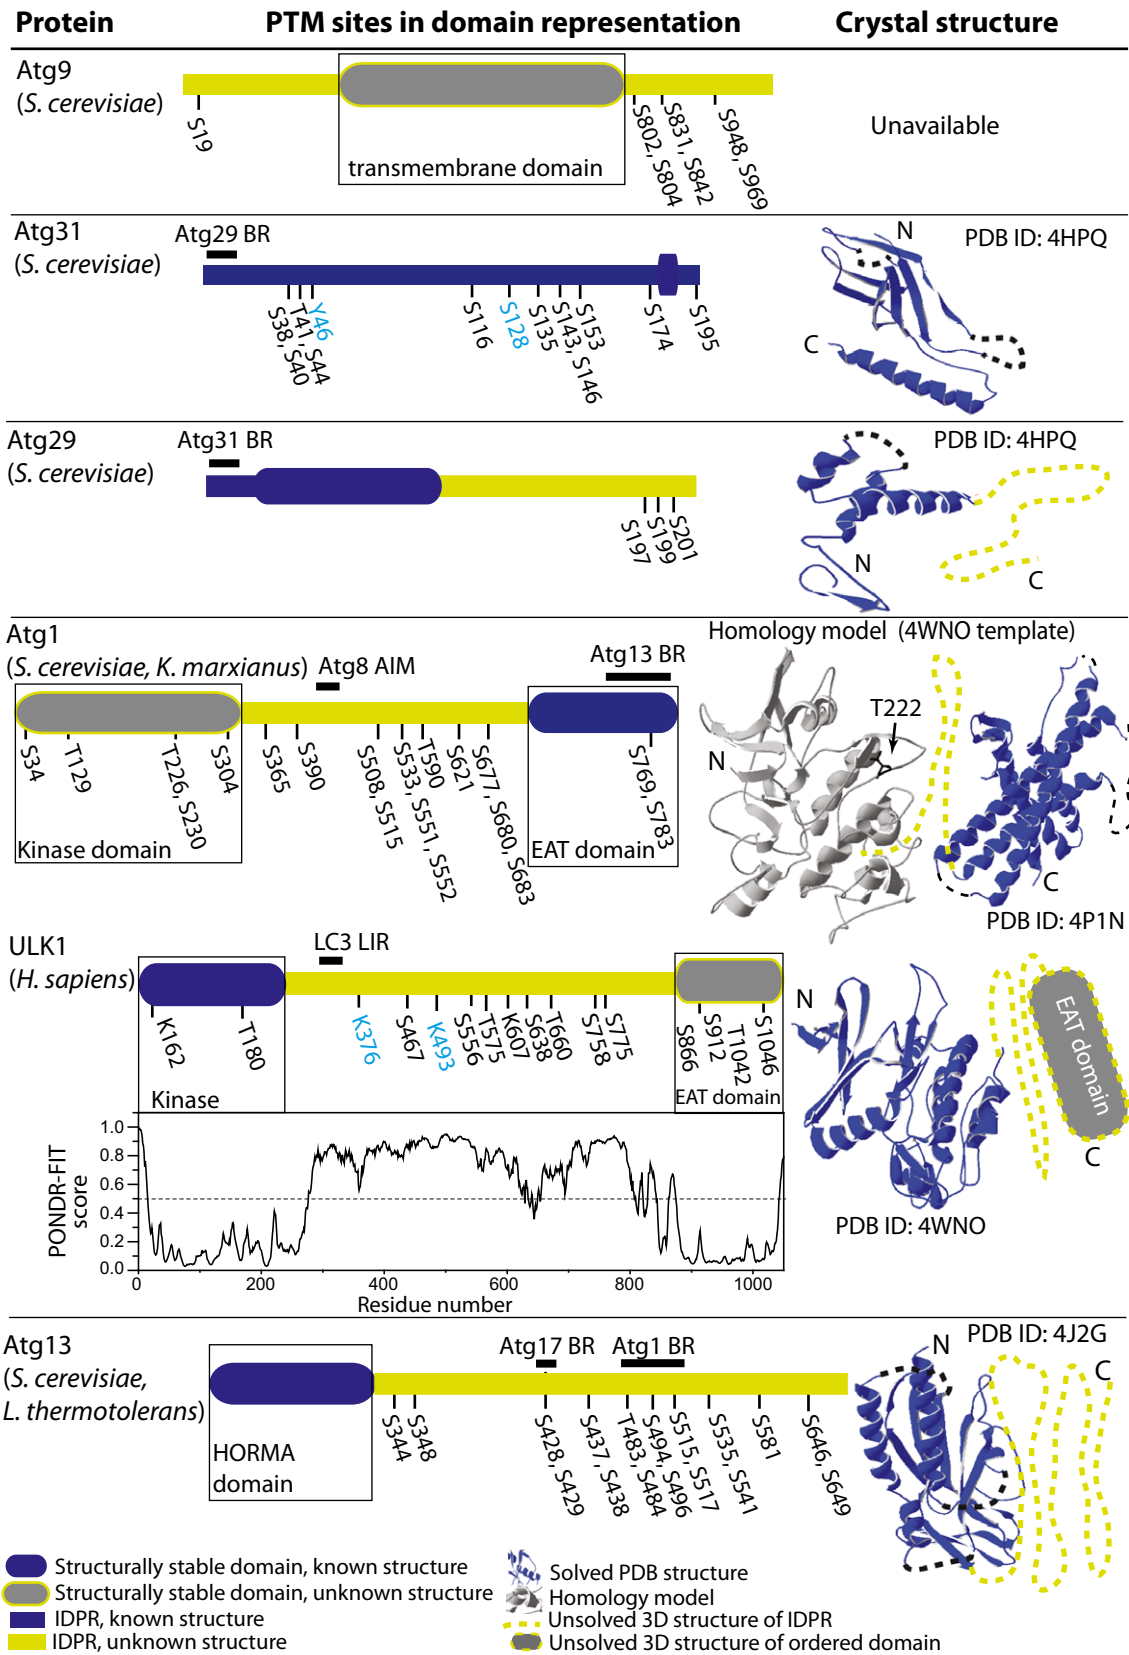 Protein PTM sites in domain representation Crystal structure
Atg9
(S. cerevisiae)
S19
transmembrane domain
S802, S804
S831, S842
S948, S969
Unavailable
Atg31
(S. cerevisiae)
Atg29 BR
S38, S40
T41, S44
Y46
S116
S128
S135
S143, S146
S153
S174
S195
N
C
PDB ID: 4HPQ
Atg29
(S. cerevisiae)
Atg31 BR
S197
S199
S201
PDB ID: 4HPQ
N
C
Atg1
(S. cerevisiae, K. marxianus)
Atg8 AIM
Atg13 BR
S34
T129
T226, S230
S304
Kinase domain
S365
S390
S508, S515
S533, S551, S552
T590
S621
S677, S680, S683
S769, S783
EAT domain
Homology model (4WNO template)
T222
N
C
PDB ID: 4P1N
ULK1
(H. sapiens)
LC3 LIR
K162
T180
Kinase
K376
S467
K493
S556
T575
K607
S638
T660
S758
S775
S866
S912
T1042
S1046
EAT domain
N
EAT domain
C
PDB ID: 4WNO
PONDR-FIT
score
1.0
0.8
0.6
0.4
0.2
0.0
0 200 400 600 800 1000
Residue number
Atg13
(S. cerevisiae,
L. thermotolerans)
Atg17 BR
Atg1 BR
HORMA
domain
S344
S348
S428, S429
S437, S438
T483, S484
S494, S496
S515, S517
S535, S541
S581
S646, S649
PDB ID: 4J2G
N
C
Structurally stable domain, known structure
Structurally stable domain, unknown structure
IDPR, known structure
IDPR, unknown structure
Solved PDB structure
Homology model
Unsolved 3D structure of IDPR
Unsolved 3D structure of ordered domain